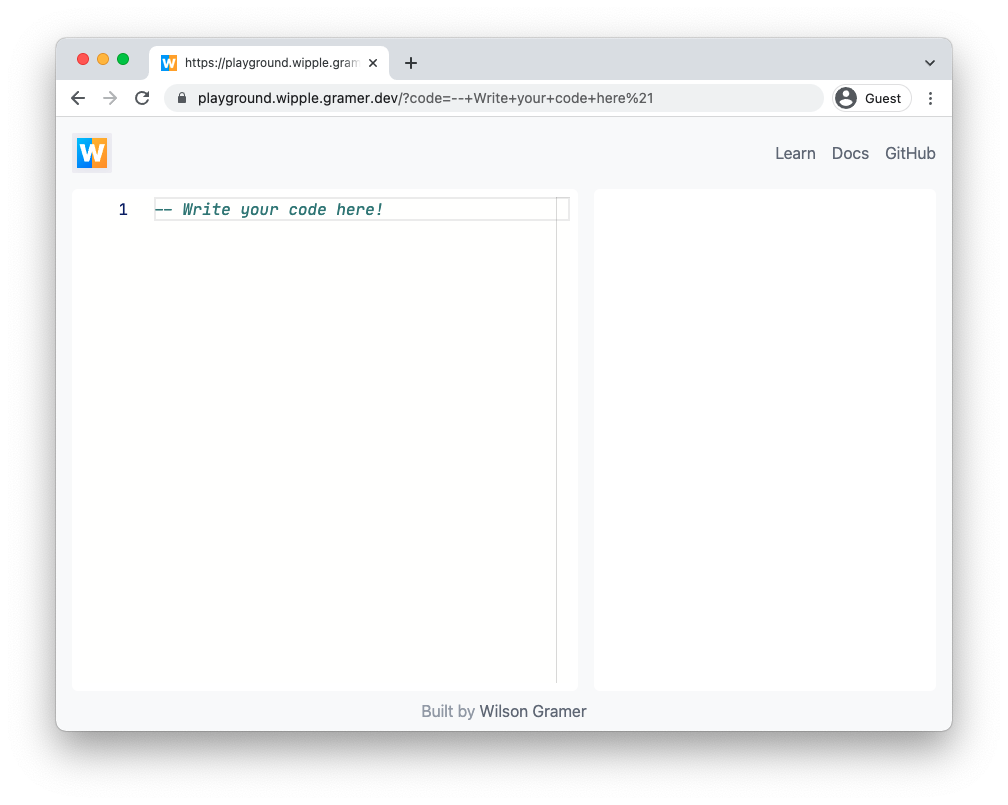 W https://playground.wipple.gram
playground.wipple.gramer.dev/?code=--+Write+your+code+here%21 Guest
W Learn Docs GitHub
1 -- Write your code here!
Built by Wilson Gramer